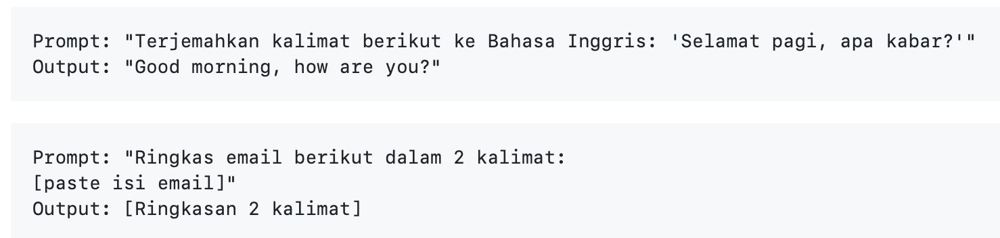 Prompt: "Terjemahkan kalimat berikut ke Bahasa Inggris: 'Selamat pagi, apa kabar?'"
Output: "Good morning, how are you?"
Prompt: "Ringkas email berikut dalam 2 kalimat:
[paste isi email]"
Output: [Ringkasan 2 kalimat]